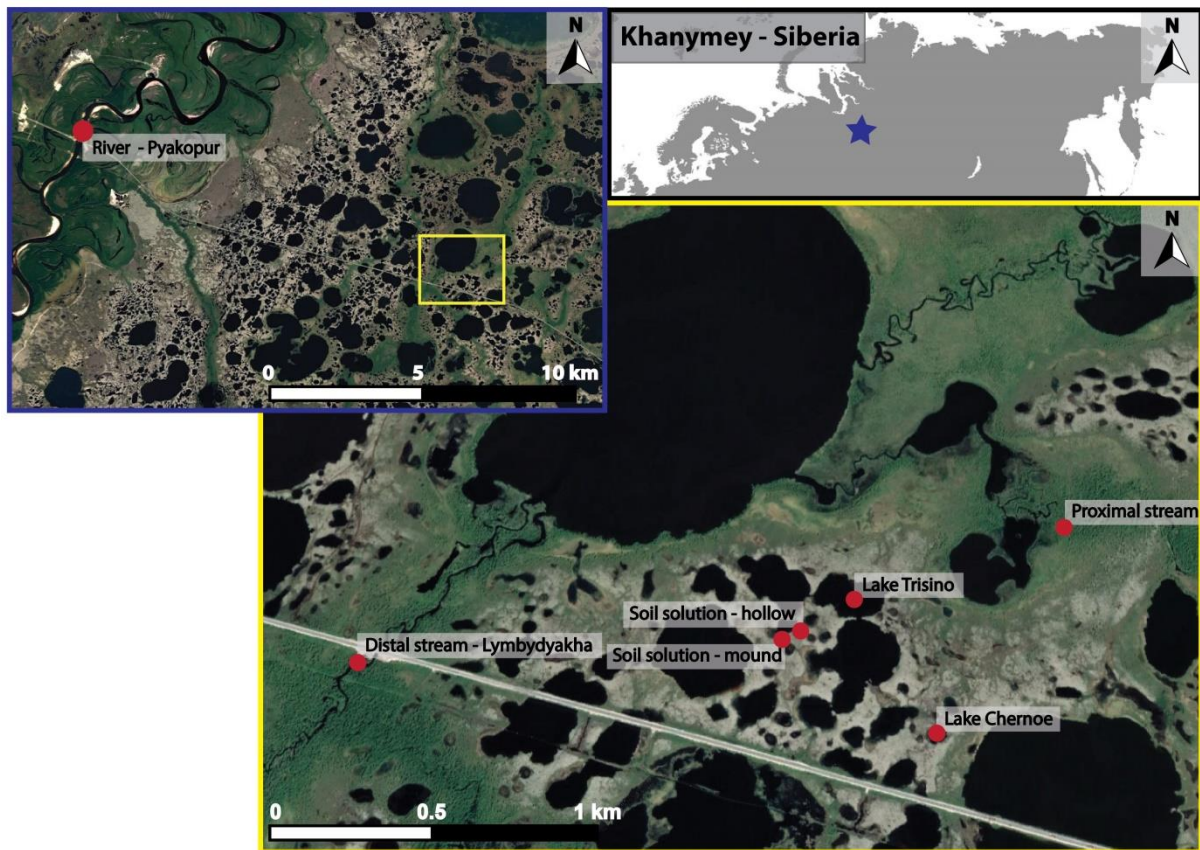 N
River - Pyakopur
0 5 10 km
Khanymey - Siberia
N
N
Proximal stream
Lake Trisino
Soil solution - hollow
Soil solution - mound
Distal stream - Lymbydyakha
Lake Chernoe
0 0.5 1 km